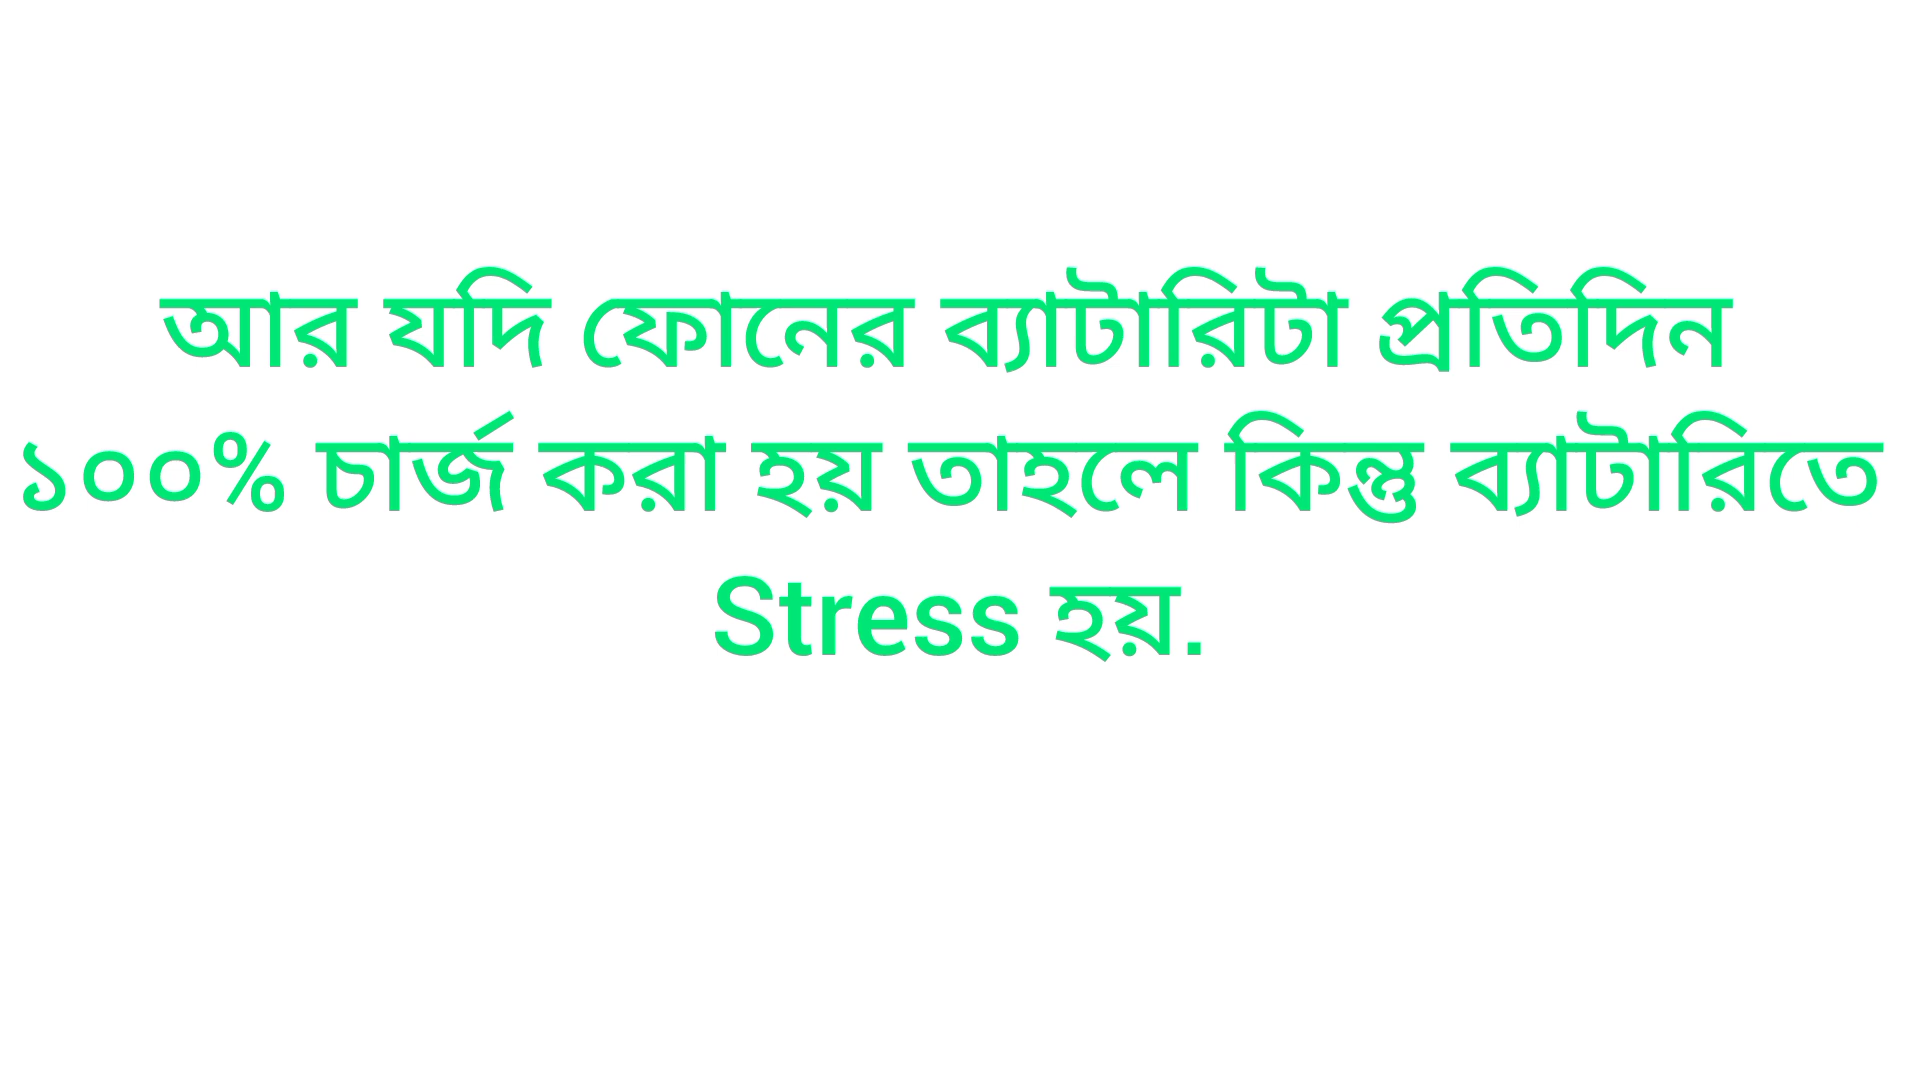 আর যদি ফোনের ব্যাটারিটা প্রতিদিন
১০০% চার্জ করা হয় তাহলে কিন্তু ব্যাটারিতে
Stress হয়.